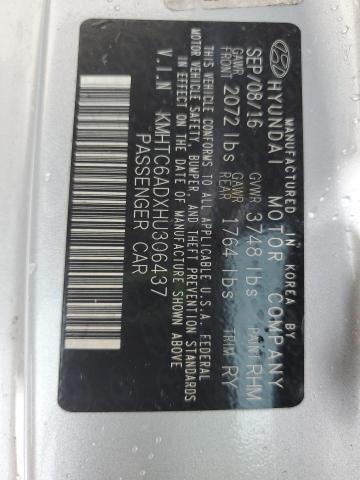 MANUFACTURED IN KOREA BY
HYUNDAI MOTOR COMPANY
SEP/08/16 GVWR 3748 lbs PAINT RHM
GAWR FRONT 2072 lbs GAWR REAR 1764 lbs TRIM RY
THIS VEHICLE CONFORMS TO ALL APPLICABLE U.S.A. FEDERAL
MOTOR VEHICLE SAFETY, BUMPER, AND THEFT PREVENTION STANDARDS
IN EFFECT ON THE DATE OF MANUFACTURE SHOWN ABOVE
V.I.N KMHTC6ADXHU306437
PASSENGER CAR